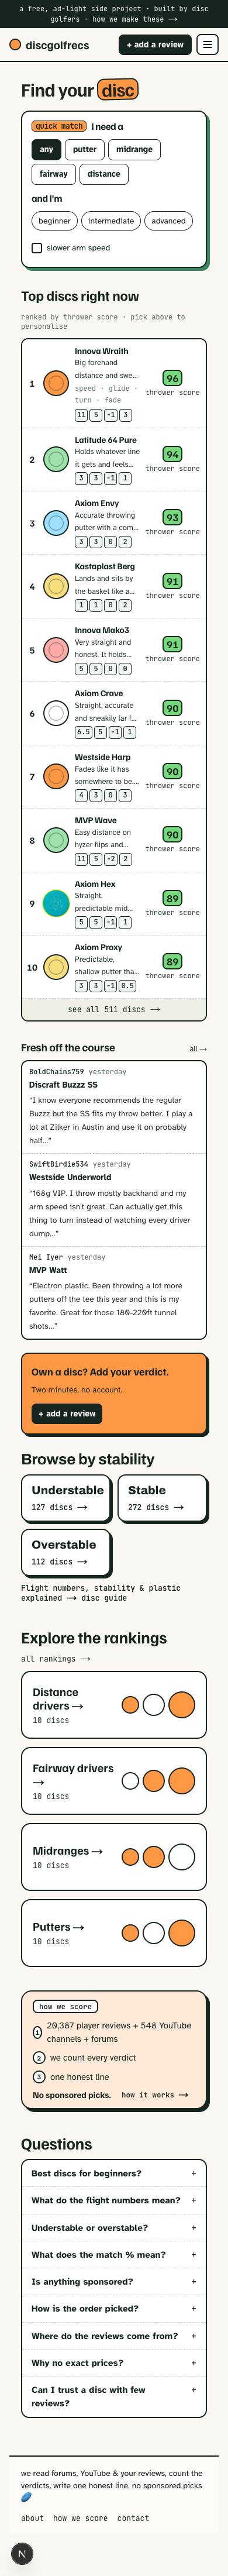 a free, ad-light side project · built by disc
golfers · how we make these →
discgolfrecs
+ add a review
Find your disc
quick match I need a
any putter midrange
fairway distance
and I'm
beginner intermediate advanced
slower arm speed
Top discs right now
ranked by thrower score · pick above to
personalise
1
Innova Wraith
Big forehand
distance and swe...
speed · glide ·
turn · fade
11 5 -1 3
96
thrower score
2
Latitude 64 Pure
Holds whatever line
it gets and feels...
3 3 -1 1
94
thrower score
3
Axiom Envy
Accurate throwing
putter with a com...
3 3 0 2
93
thrower score
4
Kastaplast Berg
Lands and sits by
the basket like a...
1 1 0 2
91
thrower score
5
Innova Mako3
Very straight and
honest. It holds...
5 5 0 0
91
thrower score
6
Axiom Crave
Straight, accurate
and sneakily far f...
6.5 5 -1 1
90
thrower score
7
Westside Harp
Fades like it has
somewhere to be....
4 3 0 3
90
thrower score
8
MVP Wave
Easy distance on
hyzer flips and...
11 5 -2 2
90
thrower score
9
Axiom Hex
Straight,
predictable mid...
5 5 -1 1
89
thrower score
10
Axiom Proxy
Predictable,
shallow putter tha...
3 3 -1 0.5
89
thrower score
see all 511 discs →
Fresh off the course
all →
BoldChains759 yesterday
Discraft Buzzz SS
“I know everyone recommends the regular
Buzzz but the SS fits my throw better. I play a
lot at Zilker in Austin and use it on probably
half...”
SwiftBirdie534 yesterday
Westside Underworld
“168g VIP. I throw mostly backhand and my
arm speed isn't great. Can actually get this
thing to turn instead of watching every driver
dump...”
Mei Iyer yesterday
MVP Watt
“Electron plastic. Been throwing a lot more
putters off the tee this year and this is my
favorite. Great for those 180-220ft tunnel
shots...”
Own a disc? Add your verdict.
Two minutes, no account.
+ add a review
Browse by stability
Understable
127 discs →
Stable
272 discs →
Overstable
112 discs →
Flight numbers, stability & plastic
explained → disc guide
Explore the rankings
all rankings →
Distance
drivers →
10 discs
Fairway drivers
→
10 discs
Midranges →
10 discs
Putters →
10 discs
how we score
1 20,387 player reviews + 548 YouTube
channels + forums
2 we count every verdict
3 one honest line
No sponsored picks. how it works →
Questions
Best discs for beginners? +
What do the flight numbers mean? +
Understable or overstable? +
What does the match % mean? +
Is anything sponsored? +
How is the order picked? +
Where do the reviews come from? +
Why no exact prices? +
Can I trust a disc with few
reviews? +
we read forums, YouTube & your reviews, count the
verdicts, write one honest line. no sponsored picks
about how we score contact
N